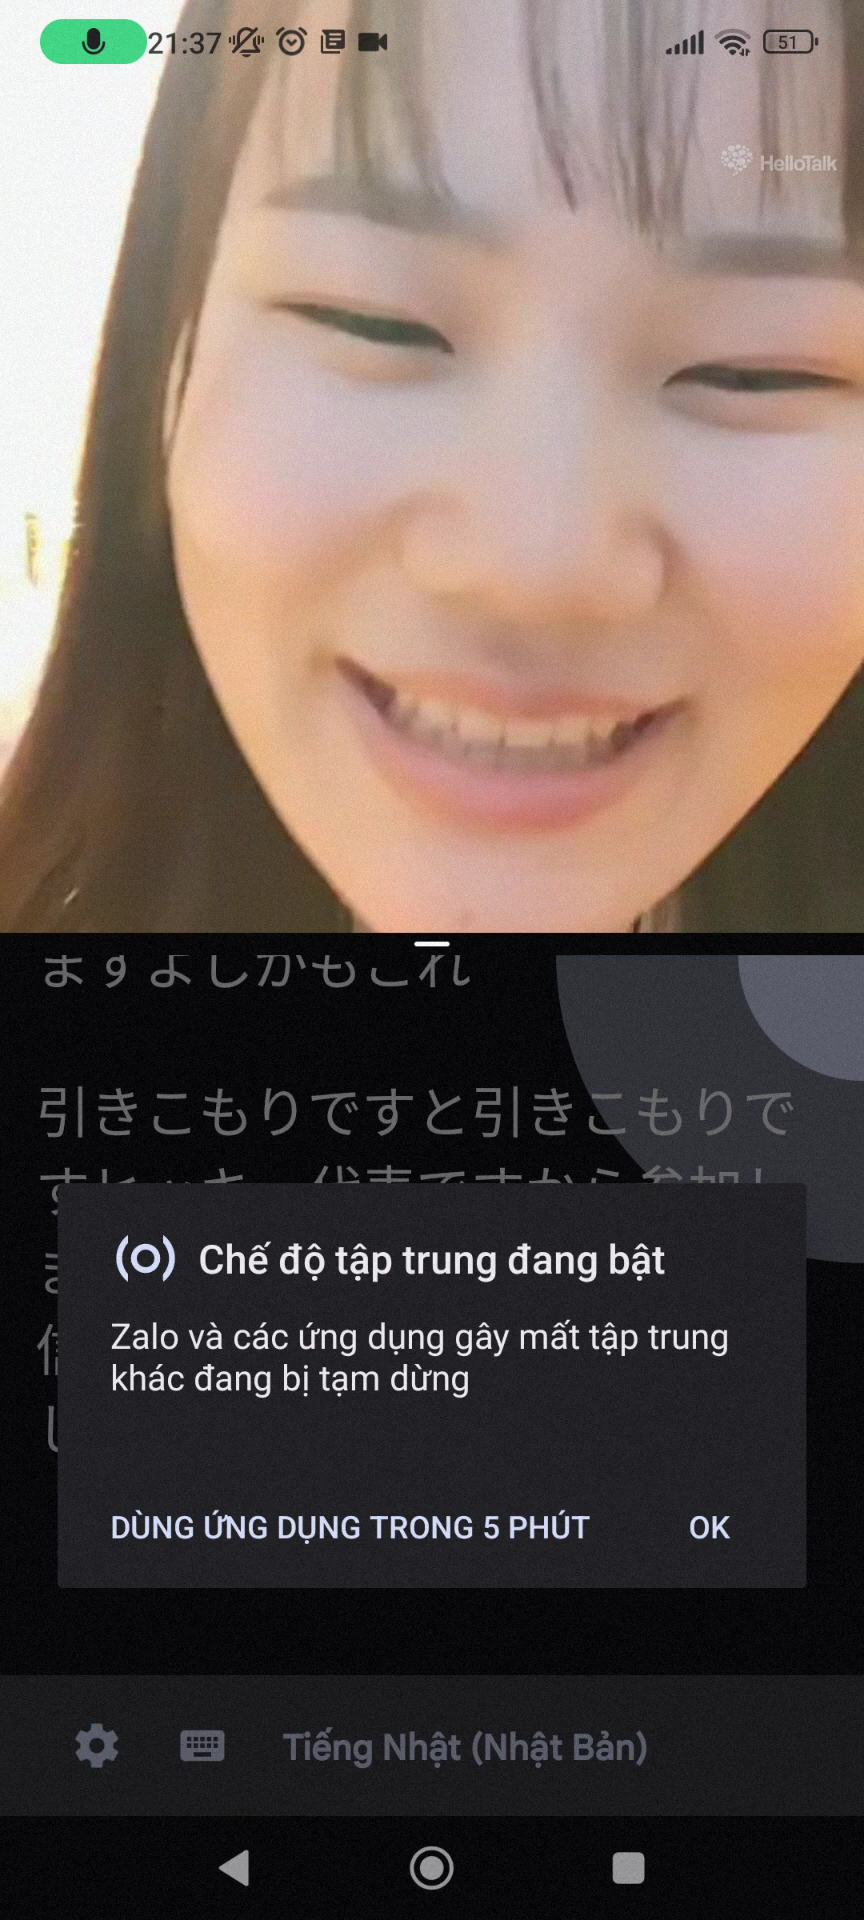 21:37
51
HelloTalk
ますよしかもこれ
引きこもりですと引きこもりで
Chế độ tập trung đang bật
Zalo và các ứng dụng gây mất tập trung
khác đang bị tạm dừng
DÙNG ỨNG DỤNG TRONG 5 PHÚT
OK
Tiếng Nhật (Nhật Bản)